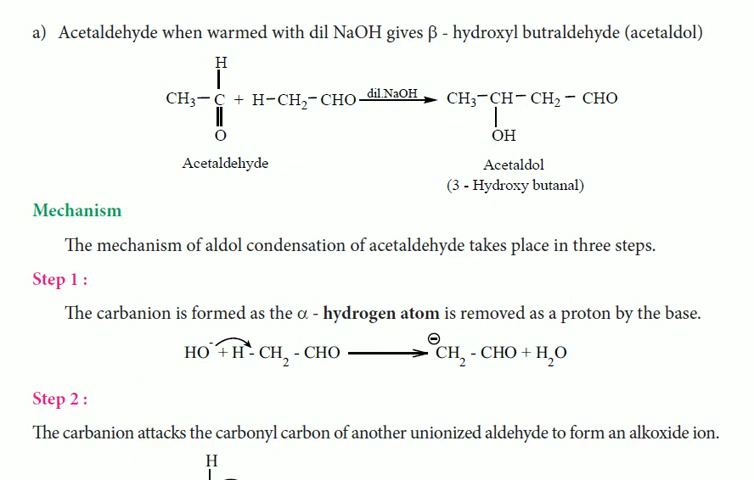 a) Acetaldehyde when warmed with dil NaOH gives β - hydroxyl butraldehyde (acetaldol)
H
CH₃ – C + H – CH₂ – CHO dil.NaOH → CH₃ – CH – CH₂ – CHO
O OH
Acetaldehyde Acetaldol
(3 - Hydroxy butanal)
Mechanism
The mechanism of aldol condensation of acetaldehyde takes place in three steps.
Step 1 :
The carbanion is formed as the α - hydrogen atom is removed as a proton by the base.
HO⁻ + H - CH₂ - CHO → ⊖CH₂ - CHO + H₂O
Step 2 :
The carbanion attacks the carbonyl carbon of another unionized aldehyde to form an alkoxide ion.
H